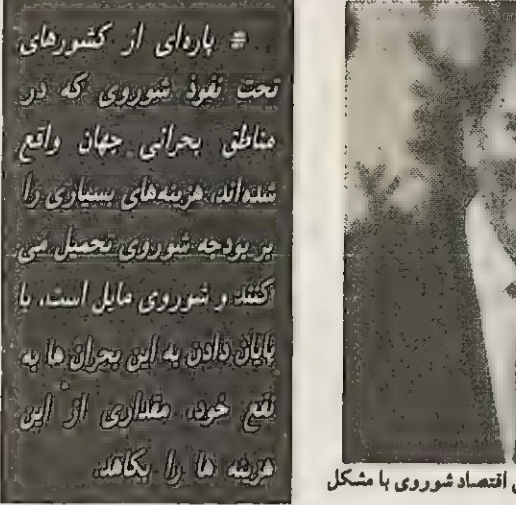 * پاره‌ای از کشورهای
تحت نفوذ شوروی که در
مناطق بحرانی جهان واقع
شده‌اند، هزینه‌های بسیاری را
بر بودجه شوروی تحمیل می
کنند و شوروی مایل است، با
پایان دادن به این بحران ها به
نفع خود، مقداری از این
هزینه ها را بکاهد.
اقتصاد شوروی با مشکل